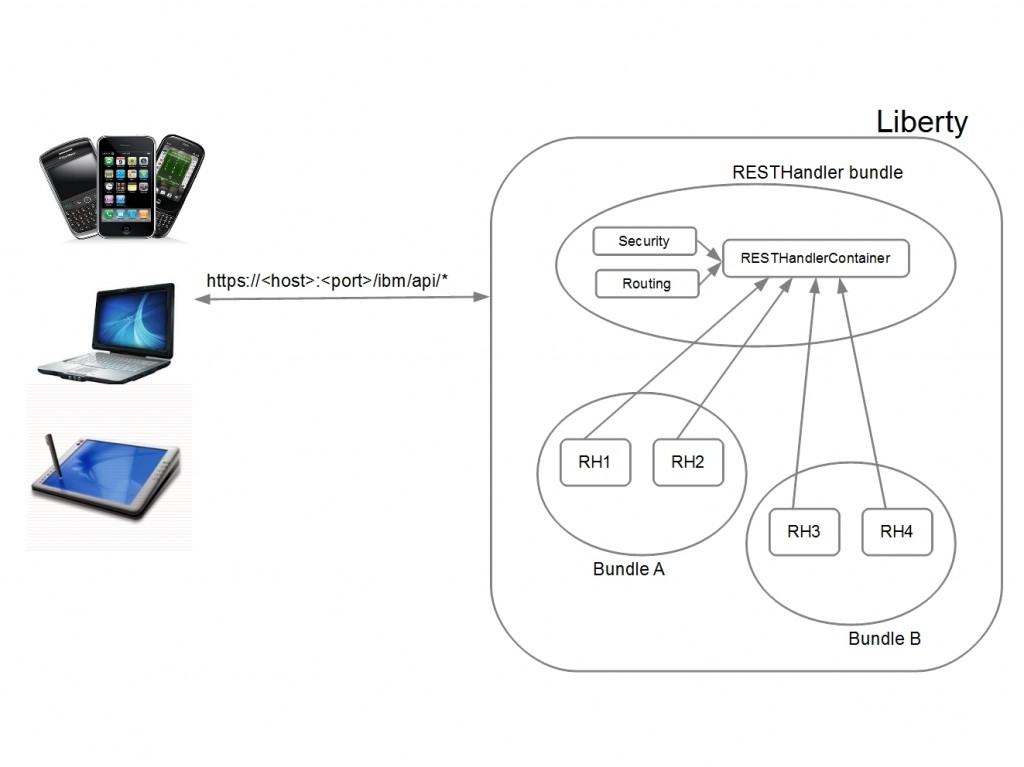 Liberty
RESTHandler bundle
Security
RESTHandlerContainer
Routing
https://<host>:<port>/ibm/api/*
RH1
RH2
RH3
RH4
Bundle A
Bundle B